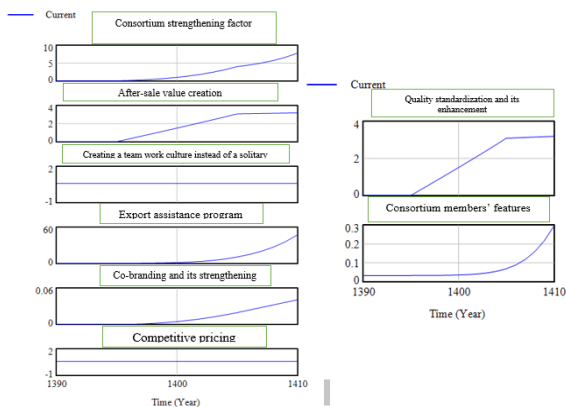 Current
Consortium strengthening factor
10
5
0
After-sale value creation
4
2
0
Creating a team work culture instead of a solitary
2
-1
Export assistance program
60
0
Co-branding and its strengthening
0.06
0
Competitive pricing
2
-1
1390 1400 1410
Time (Year)
Current
Quality standardization and its
enhancement
4
2
0
Consortium members’ features
0.3
0.2
0.1
0
1390 1400 1410
Time (Year)